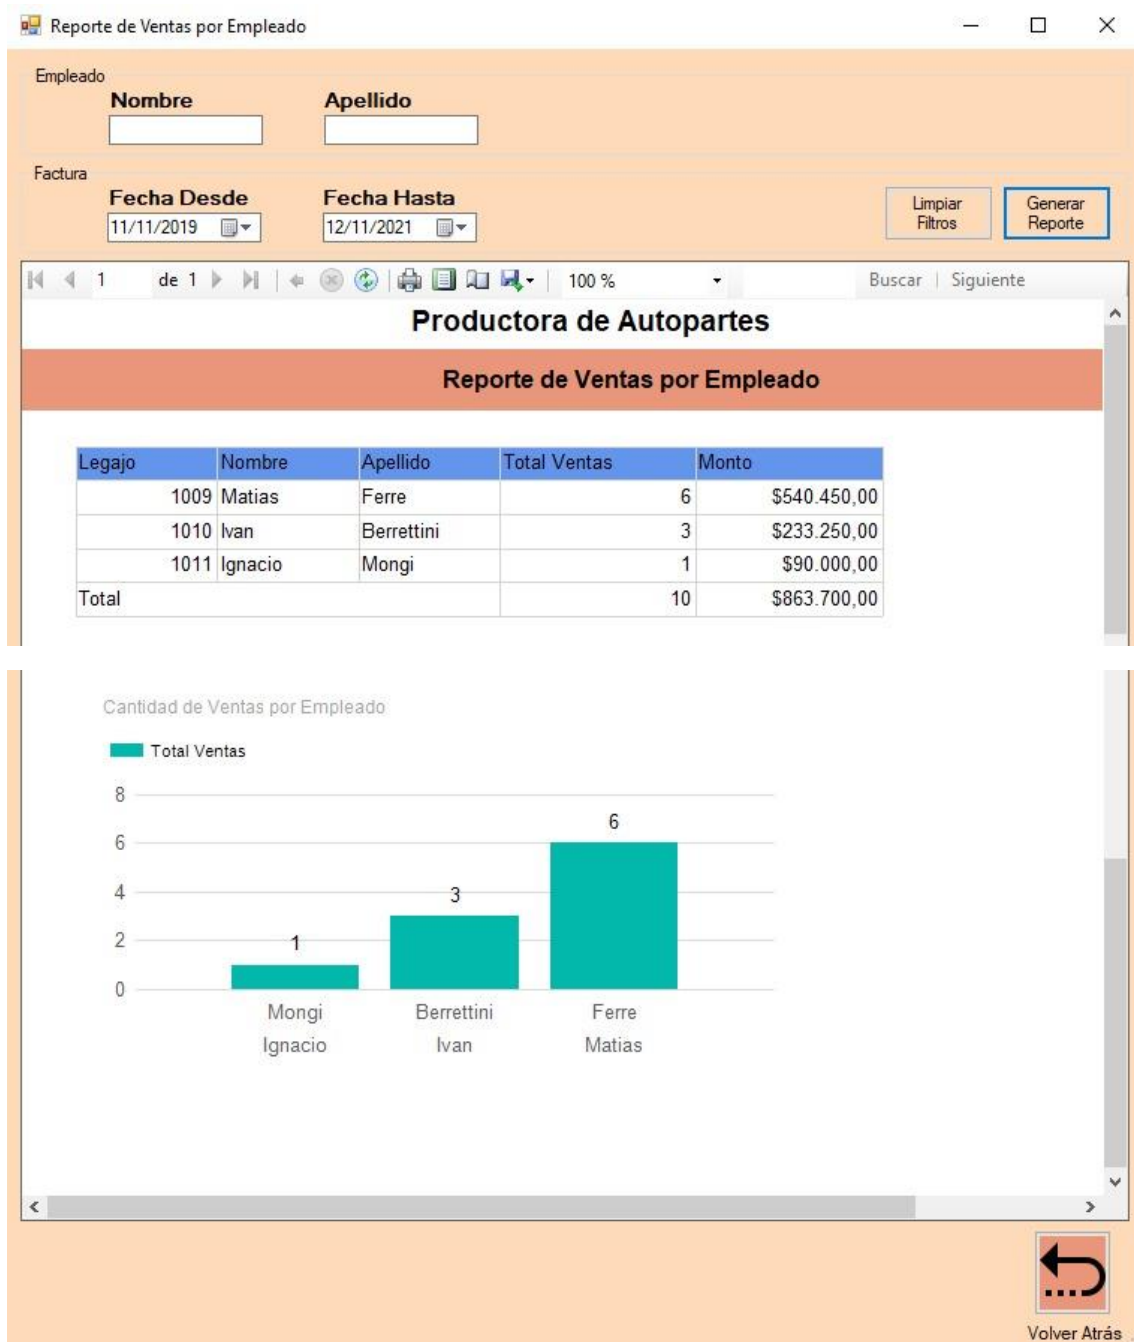 Reporte de Ventas por Empleado
Empleado
Nombre Apellido
Factura
Fecha Desde Fecha Hasta
11/11/2019 12/11/2021
Limpiar Filtros
Generar Reporte
1 de 1 100 % Buscar | Siguiente
Productora de Autopartes
Reporte de Ventas por Empleado
Legajo Nombre Apellido Total Ventas Monto
1009 Matias Ferre 6 $540.450,00
1010 Ivan Berrettini 3 $233.250,00
1011 Ignacio Mongi 1 $90.000,00
Total 10 $863.700,00
Cantidad de Ventas por Empleado
Total Ventas
8
6
6
4
3
2
1
0
Mongi Berrettini Ferre
Ignacio Ivan Matias
Volver Atrás